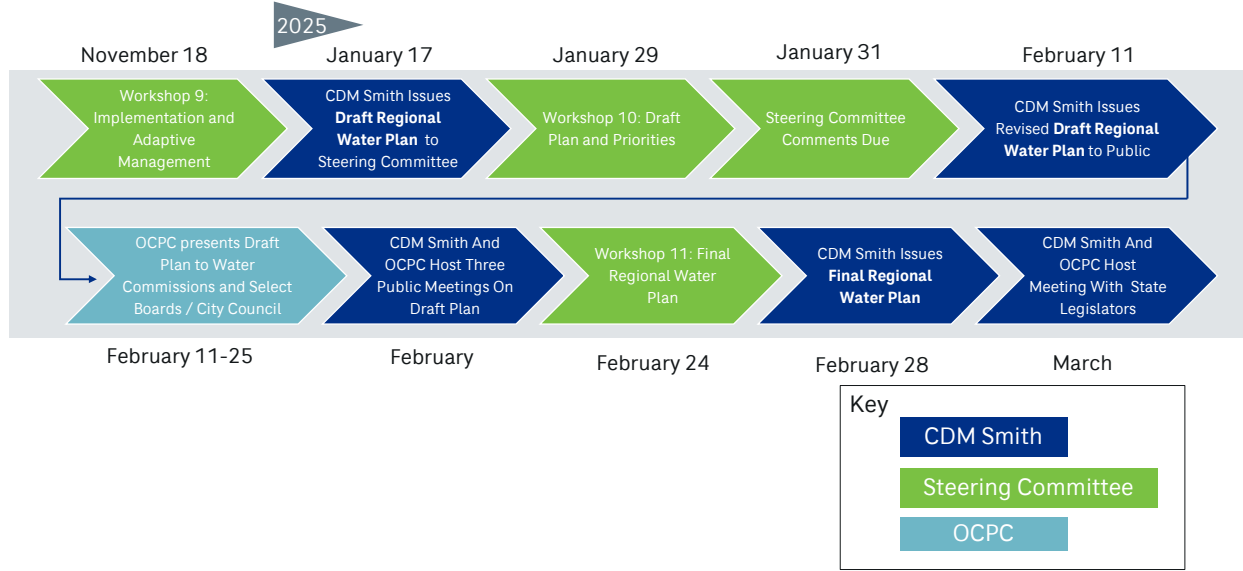 2025
November 18
January 17
January 29
January 31
February 11
Workshop 9:
Implementation and
Adaptive
Management
CDM Smith Issues
Draft Regional
Water Plan to
Steering Committee
Workshop 10: Draft
Plan and Priorities
Steering Committee
Comments Due
CDM Smith Issues
Revised Draft Regional
Water Plan to Public
OCPC presents Draft
Plan to Water
Commissions and Select
Boards / City Council
CDM Smith And
OCPC Host Three
Public Meetings On
Draft Plan
Workshop 11: Final
Regional Water
Plan
CDM Smith Issues
Final Regional
Water Plan
CDM Smith And
OCPC Host
Meeting With State
Legislators
February 11-25
February
February 24
February 28
March
Key
CDM Smith
Steering Committee
OCPC